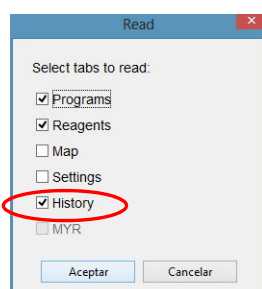 Read
Select tabs to read:
Programs
Reagents
Map
Settings
History
MYR
Aceptar Cancelar